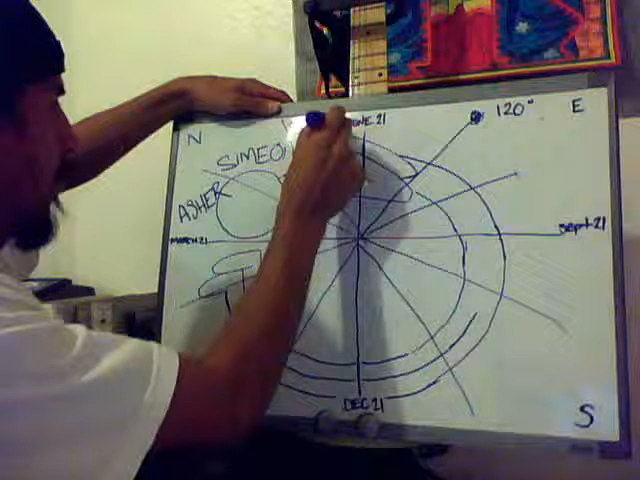 N
E
120°
SIMEON
ASHER
JUNE 21
MARCH 21
Sept 21
DEC 21
S